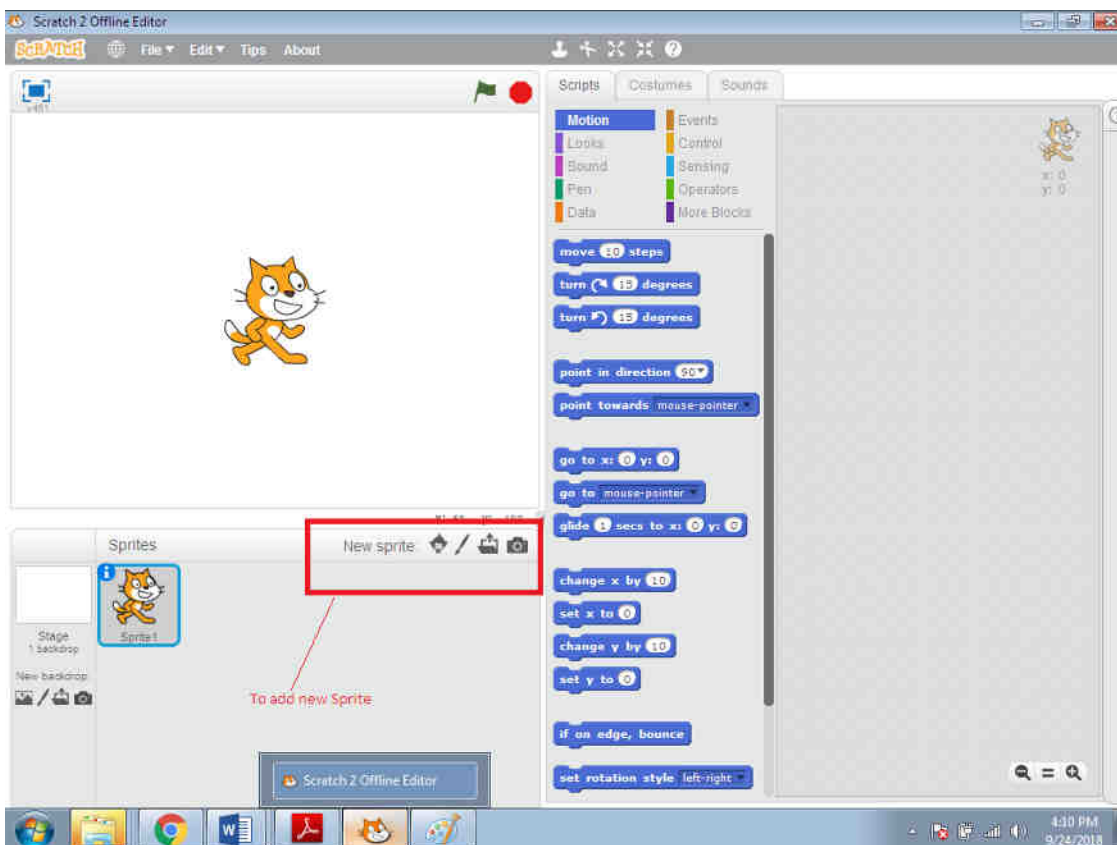 Scratch 2 Offline Editor
SCRATCH File Edit Tips About
v461
Scripts Costumes Sounds
Motion Events
Looks Control
Sound Sensing
Pen Operators
Data More Blocks
x: 0
y: 0
move 10 steps
turn 15 degrees
turn 15 degrees
point in direction 90
point towards mouse-pointer
go to x: 0 y: 0
go to mouse-pointer
glide 1 secs to x: 0 y: 0
change x by 10
set x to 0
change y by 10
set y to 0
if on edge, bounce
set rotation style left-right
Sprites New sprite:
Sprite1
Stage
1 backdrop
New backdrop
To add new Sprite
Scratch 2 Offline Editor
4:10 PM
9/24/2018